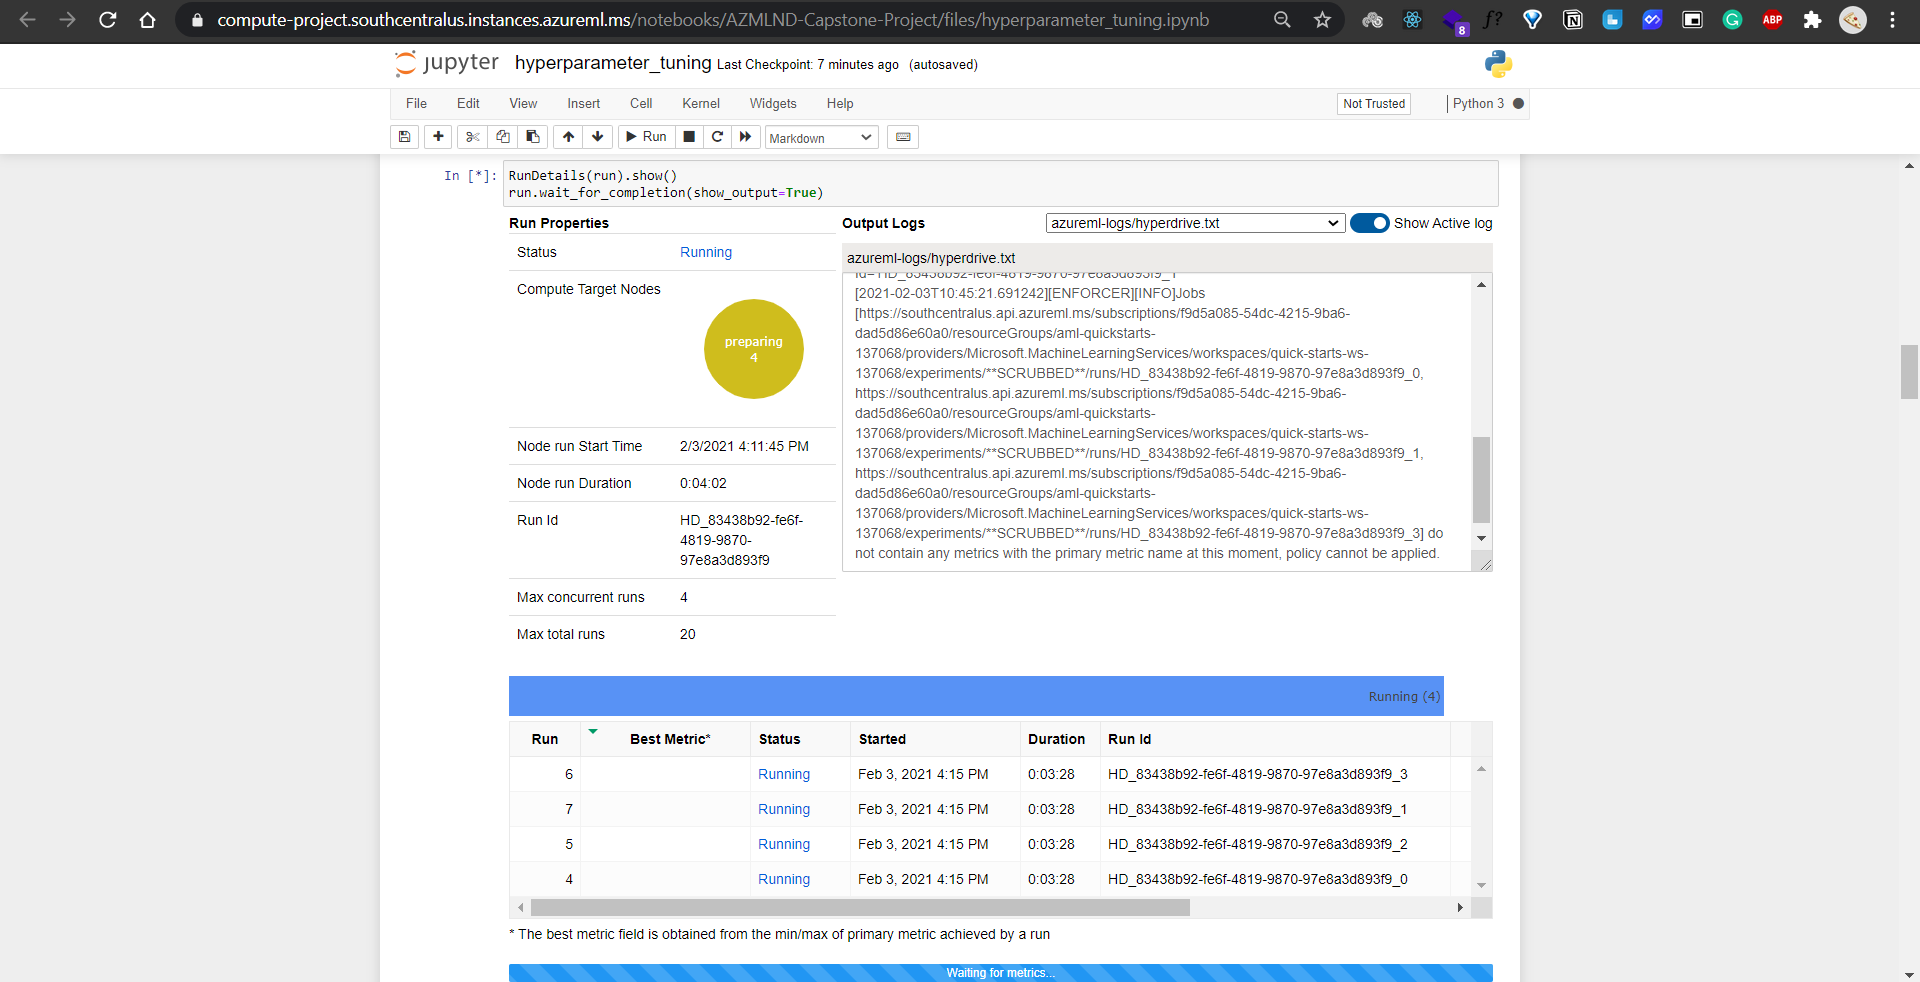 compute-project.southcentralus.instances.azureml.ms/notebooks/AZMLND-Capstone-Project/files/hyperparameter_tuning.ipynb
8
f?
ABP
jupyter hyperparameter_tuning Last Checkpoint: 7 minutes ago (autosaved)
File Edit View Insert Cell Kernel Widgets Help Not Trusted Python 3
Run Markdown
In [*]: RunDetails(run).show()
run.wait_for_completion(show_output=True)
Run Properties
Status Running
Compute Target Nodes
preparing
4
Node run Start Time 2/3/2021 4:11:45 PM
Node run Duration 0:04:02
Run Id HD_83438b92-fe6f-
4819-9870-
97e8a3d893f9
Max concurrent runs 4
Max total runs 20
Output Logs azureml-logs/hyperdrive.txt Show Active log
azureml-logs/hyperdrive.txt
id='HD_83438b92-fe6f-4819-9870-97e8a3d893f9_1'
[2021-02-03T10:45:21.691242][ENFORCER][INFO]Jobs
[https://southcentralus.api.azureml.ms/subscriptions/f9d5a085-54dc-4215-9ba6-
dad5d86e60a0/resourceGroups/aml-quickstarts-
137068/providers/Microsoft.MachineLearningServices/workspaces/quick-starts-ws-
137068/experiments/**SCRUBBED**/runs/HD_83438b92-fe6f-4819-9870-97e8a3d893f9_0,
https://southcentralus.api.azureml.ms/subscriptions/f9d5a085-54dc-4215-9ba6-
dad5d86e60a0/resourceGroups/aml-quickstarts-
137068/providers/Microsoft.MachineLearningServices/workspaces/quick-starts-ws-
137068/experiments/**SCRUBBED**/runs/HD_83438b92-fe6f-4819-9870-97e8a3d893f9_1,
https://southcentralus.api.azureml.ms/subscriptions/f9d5a085-54dc-4215-9ba6-
dad5d86e60a0/resourceGroups/aml-quickstarts-
137068/providers/Microsoft.MachineLearningServices/workspaces/quick-starts-ws-
137068/experiments/**SCRUBBED**/runs/HD_83438b92-fe6f-4819-9870-97e8a3d893f9_3] do
not contain any metrics with the primary metric name at this moment, policy cannot be applied.
Running (4)
Run Best Metric* Status Started Duration Run Id
6 Running Feb 3, 2021 4:15 PM 0:03:28 HD_83438b92-fe6f-4819-9870-97e8a3d893f9_3
7 Running Feb 3, 2021 4:15 PM 0:03:28 HD_83438b92-fe6f-4819-9870-97e8a3d893f9_1
5 Running Feb 3, 2021 4:15 PM 0:03:28 HD_83438b92-fe6f-4819-9870-97e8a3d893f9_2
4 Running Feb 3, 2021 4:15 PM 0:03:28 HD_83438b92-fe6f-4819-9870-97e8a3d893f9_0
* The best metric field is obtained from the min/max of primary metric achieved by a run
Waiting for metrics...